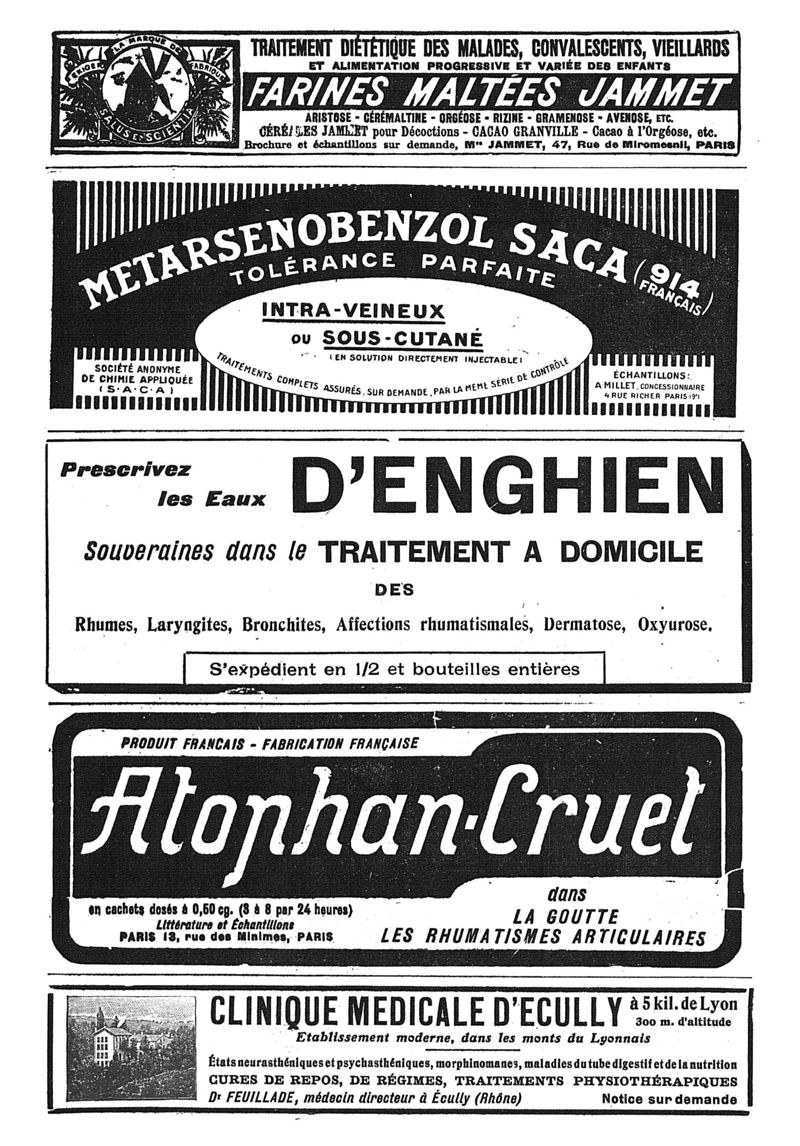 LA MARQUE DE
EXIGER FABRIQUE
SALUS ET SCIENTIA
TRAITEMENT DIÉTÉTIQUE DES MALADES, CONVALESCENTS, VIEILLARDS
ET ALIMENTATION PROGRESSIVE ET VARIÉE DES ENFANTS
FARINES MALTÉES JAMMET
ARISTOSE - CÉRÉMALTINE - ORGÉOSE - RIZINE - GRAMENOSE - AVENOSE, ETC.
CÉRÉALES JAMMET pour Décoctions - CACAO GRANVILLE - Cacao à l'Orgéose, etc.
Brochure et échantillons sur demande, Mon JAMMET, 47, Rue de Miromesnil, PARIS
METARSENOBENZOL SACA (914 FRANÇAIS)
TOLÉRANCE PARFAITE
INTRA-VEINEUX
OU SOUS-CUTANÉ
(EN SOLUTION DIRECTEMENT INJECTABLE)
TRAITEMENTS COMPLETS ASSURÉS, SUR DEMANDE, PAR LA MÊME SÉRIE DE CONTRÔLE
SOCIÉTÉ ANONYME
DE CHIMIE APPLIQUÉE
(S.A.C.A)
ÉCHANTILLONS:
A. MILLET, CONCESSIONNAIRE
4 RUE RICHER PARIS (9e)
Prescrivez
les Eaux D'ENGHIEN
Souveraines dans le TRAITEMENT A DOMICILE
DES
Rhumes, Laryngites, Bronchites, Affections rhumatismales, Dermatose, Oxyurose.
S'expédient en 1/2 et bouteilles entières
PRODUIT FRANCAIS - FABRICATION FRANÇAISE
Atophan-Cruet
en cachets dosés à 0,50 cg. (3 à 8 par 24 heures)
Littérature et Échantillons
PARIS 13, rue des Minimes, PARIS
dans
LA GOUTTE
LES RHUMATISMES ARTICULAIRES
CLINIQUE MEDICALE D'ECULLY à 5 kil. de Lyon
300 m. d'altitude
Etablissement moderne, dans les monts du Lyonnais
États neurasthéniques et psychasthéniques, morphinomanes, maladies du tube digestif et de la nutrition
CURES DE REPOS, DE RÉGIMES, TRAITEMENTS PHYSIOTHÉRAPIQUES
Dr FEUILLADE, médecin directeur à Écully (Rhône) Notice sur demande